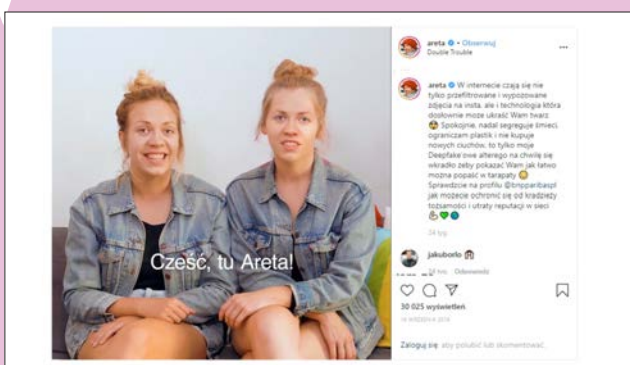 areta • Obserwuj
Double Trouble
areta W internecie czają się nie
tylko przefiltrowane i wypozowane
zdjęcia na insta, ale i technologia która
dosłownie może ukraść Wam twarz
Spokojnie, nadal segreguję śmieci,
ograniczam plastik i nie kupuje
nowych ciuchów, to tylko moje
Deepfake'owe alterego na chwilę się
wkradło żeby pokazać Wam jak łatwo
można popaść w tarapaty
Sprawdźcie na profilu @bnpparibaspl
jak możecie ochronić się od kradzieży
tożsamości i utraty reputacji w sieci
Cześć, tu Areta!
24 tyg.
jakuborlo
Odpowiedz
30 025 wyświetleń
Zaloguj się, aby polubić lub skomentować.